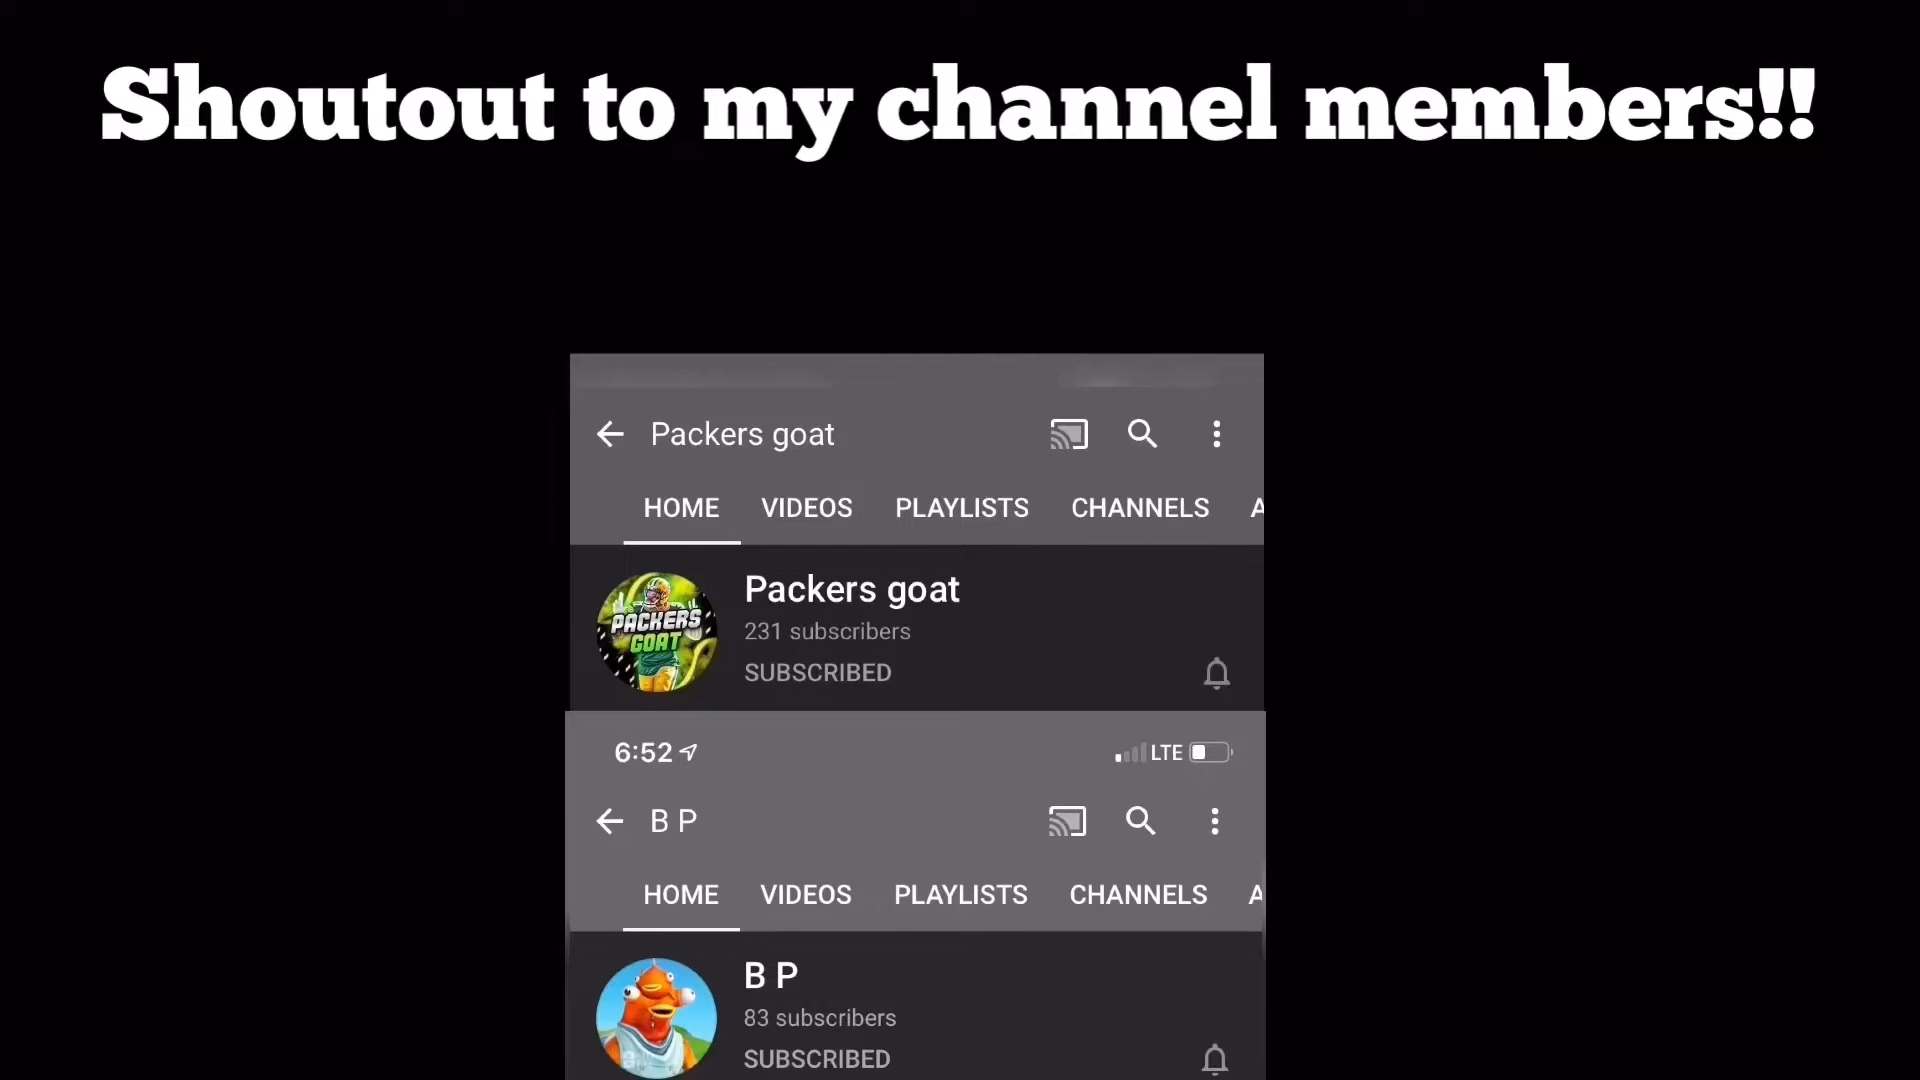 Shoutout to my channel members!!
Packers goat
HOME VIDEOS PLAYLISTS CHANNELS A
PACKERS
GOAT
Packers goat
231 subscribers
SUBSCRIBED
6:52 LTE
B P
HOME VIDEOS PLAYLISTS CHANNELS A
B P
83 subscribers
SUBSCRIBED